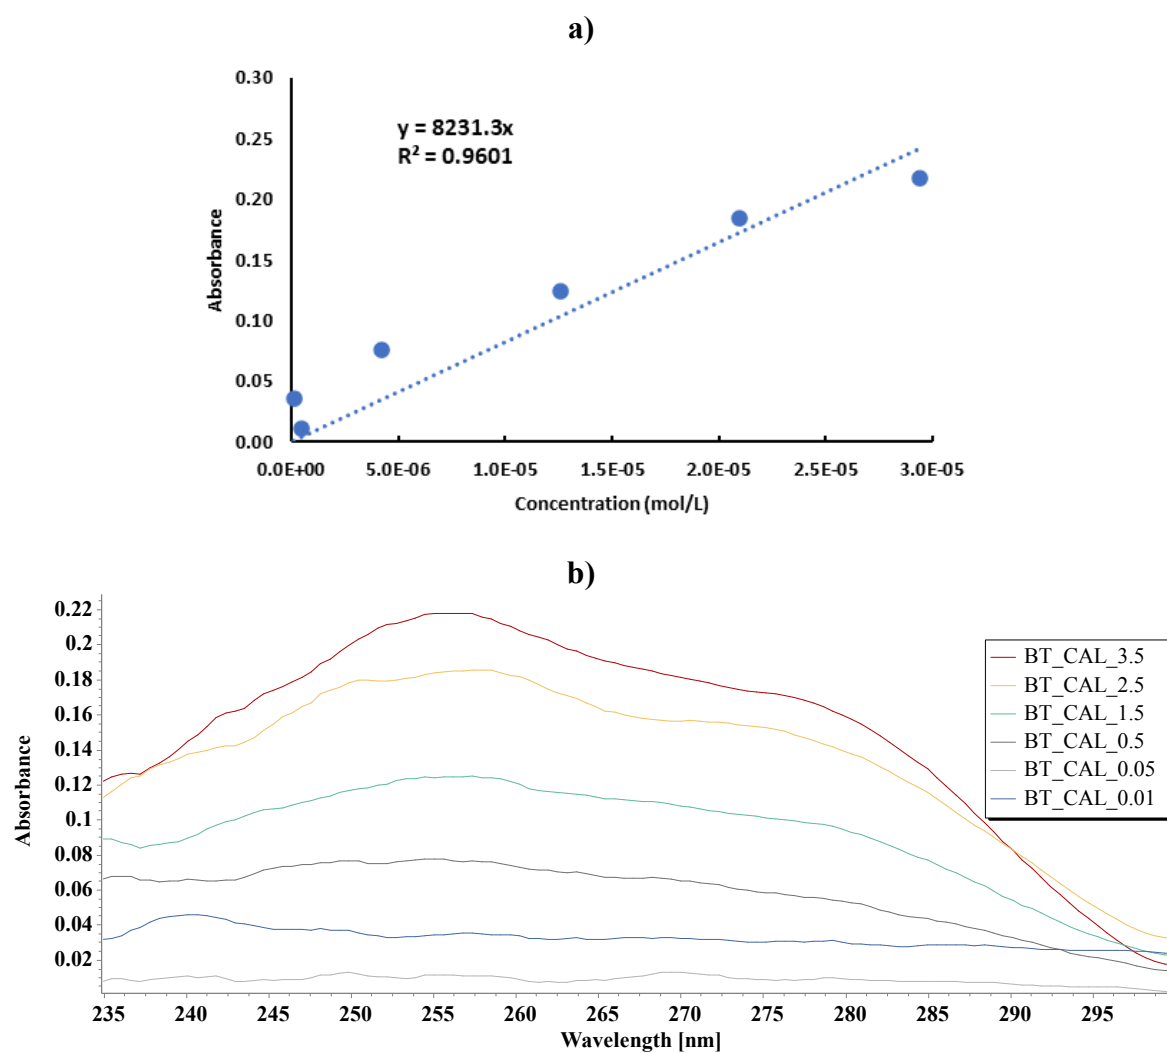 a)
0.30
0.25
0.20
0.15
0.10
0.05
0.00
Absorbance
y = 8231.3x
R² = 0.9601
0.0E+00 5.0E-06 1.0E-05 1.5E-05 2.0E-05 2.5E-05 3.0E-05
Concentration (mol/L)
b)
0.22
0.2
0.18
0.16
0.14
0.12
0.1
0.08
0.06
0.04
0.02
Absorbance
BT_CAL_3.5
BT_CAL_2.5
BT_CAL_1.5
BT_CAL_0.5
BT_CAL_0.05
BT_CAL_0.01
235 240 245 250 255 260 265 270 275 280 285 290 295
Wavelength [nm]